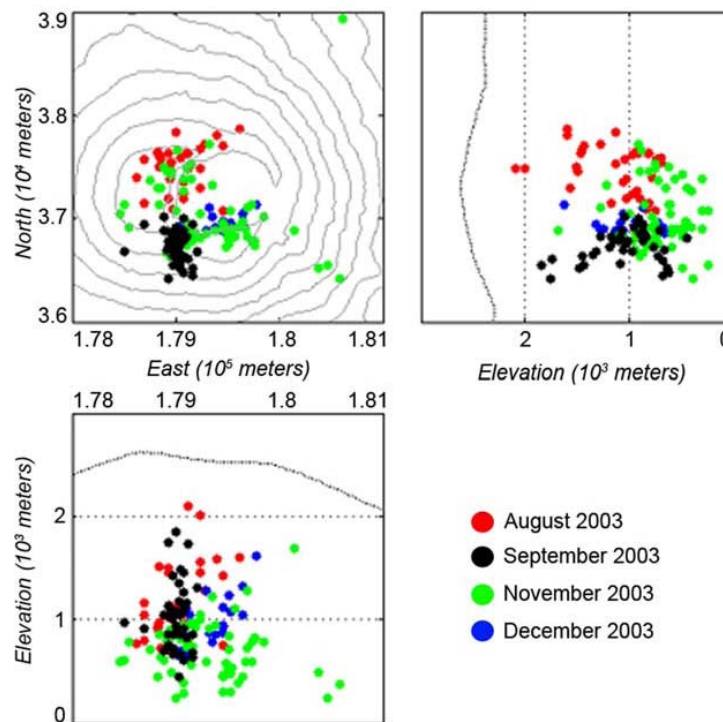 3.9
3.8
3.7
3.6
North (10⁴ meters)
1.78 1.79 1.8 1.81
East (10⁵ meters)
2 1 0
Elevation (10³ meters)
1.78 1.79 1.8 1.81
2
1
0
Elevation (10³ meters)
August 2003
September 2003
November 2003
December 2003